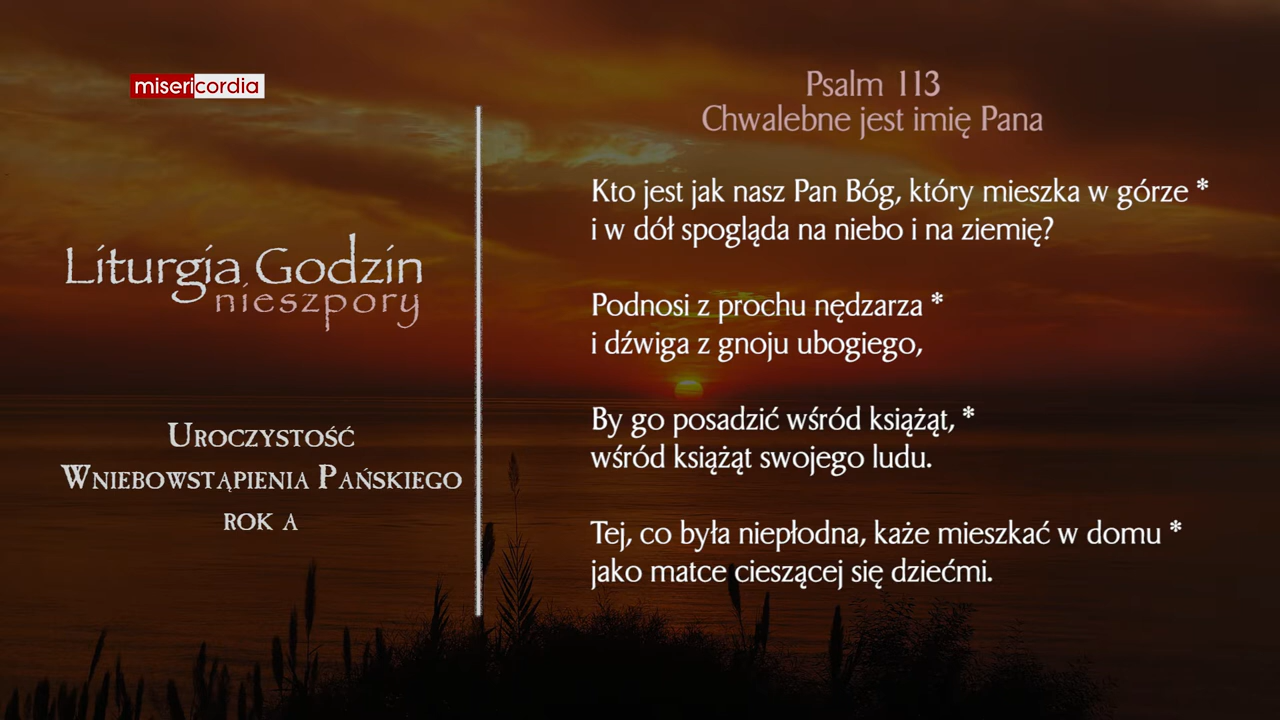 misericordia
Liturgia Godzin
nieszpory
Uroczystość
Wniebowstąpienia Pańskiego
rok A
Psalm 113
Chwalebne jest imię Pana
Kto jest jak nasz Pan Bóg, który mieszka w górze *
i w dół spogląda na niebo i na ziemię?
Podnosi z prochu nędzarza *
i dźwiga z gnoju ubogiego,
By go posadzić wśród książąt, *
wśród książąt swojego ludu.
Tej, co była niepłodna, każe mieszkać w domu *
jako matce cieszącej się dziećmi.